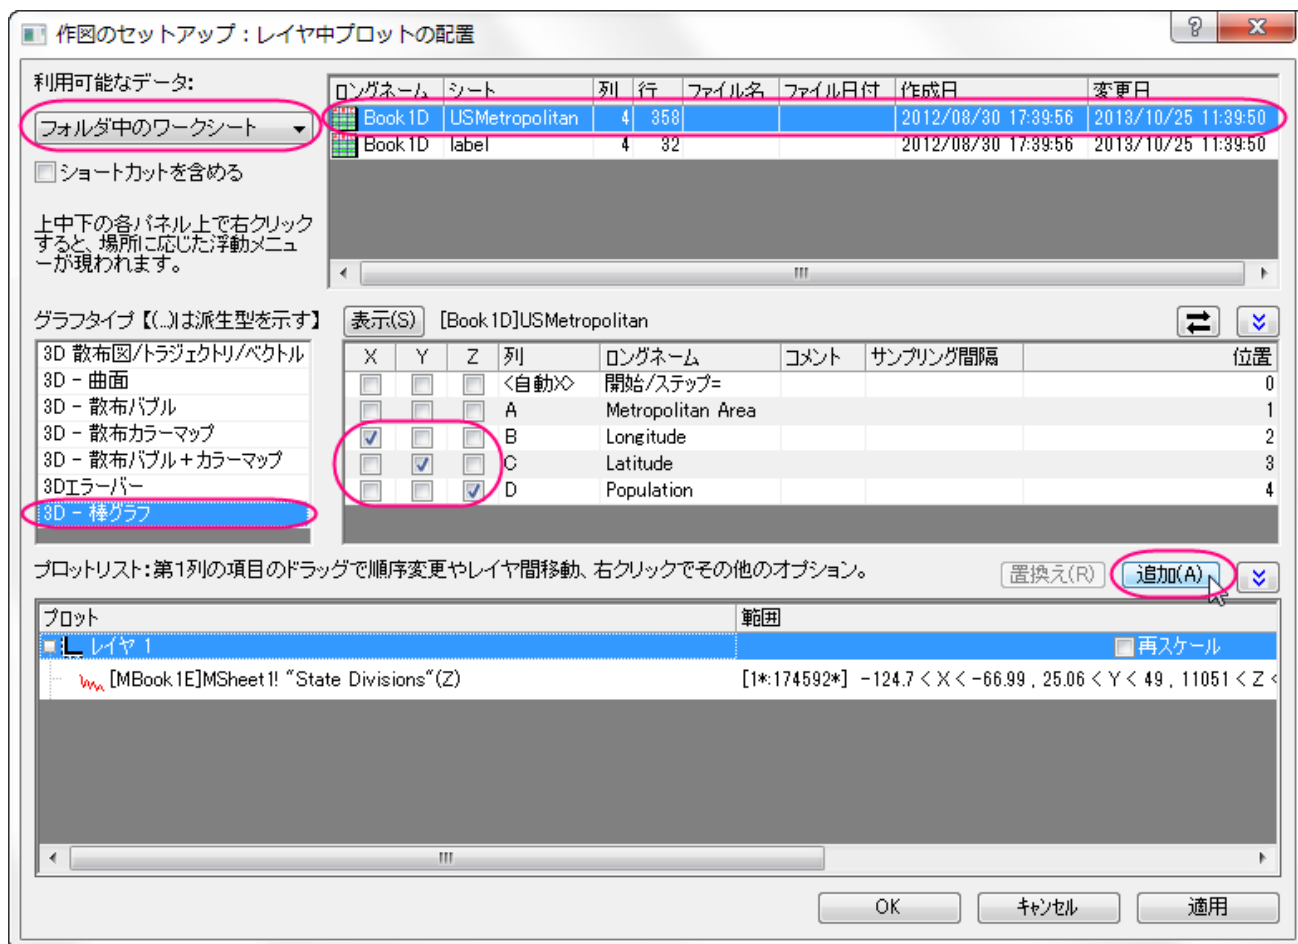 作図のセットアップ：レイヤ中プロットの配置
利用可能なデータ:
フォルダ中のワークシート
ショートカットを含める
上中下の各パネル上で右クリック
すると、場所に応じた浮動メニュ
ーが現われます。
ロングネーム シート 列 行 ファイル名 ファイル日付 作成日 変更日
Book1D USMetropolitan 4 358 2012/08/30 17:39:56 2013/10/25 11:39:50
Book1D label 4 32 2012/08/30 17:39:56 2013/10/25 11:39:50
グラフタイプ【(...)は派生型を示す】
3D 散布図/トラジェクトリ/ベクトル
3D - 曲面
3D - 散布バブル
3D - 散布カラーマップ
3D - 散布バブル+カラーマップ
3Dエラーバー
3D - 棒グラフ
表示(S) [Book1D]USMetropolitan
X Y Z 列 ロングネーム コメント サンプリング間隔 位置
<自動X> 開始/ステップ= 0
A Metropolitan Area 1
B Longitude 2
C Latitude 3
D Population 4
プロットリスト：第1列の項目のドラッグで順序変更やレイヤ間移動、右クリックでその他のオプション。
置換え(R) 追加(A)
プロット 範囲
レイヤ 1 再スケール
[MBook1E]MSheet1! "State Divisions"(Z) [1*:174592*] -124.7 < X < -66.99 , 25.06 < Y < 49 , 11051 < Z <
OK キャンセル 適用